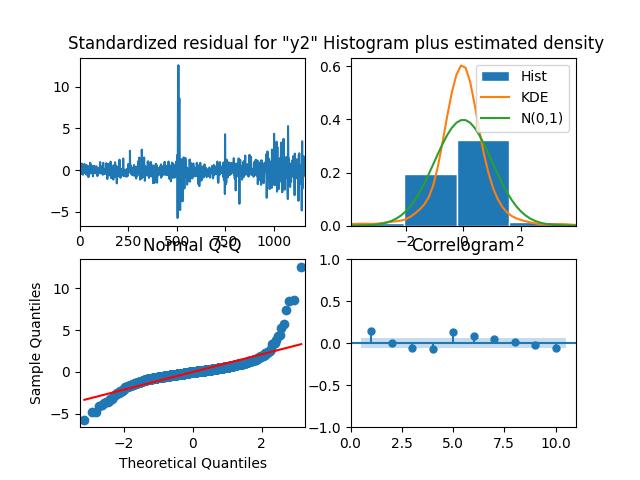 Standardized residual for "y2"
10
5
0
−5
0 250 500 750 1000
Histogram plus estimated density
0.6
0.4
0.2
0.0
−2 0 2
Hist
KDE
N(0,1)
Normal Q-Q
Sample Quantiles
10
5
0
−5
−2 0 2
Theoretical Quantiles
Correlogram
1.0
0.5
0.0
−0.5
−1.0
0.0 2.5 5.0 7.5 10.0